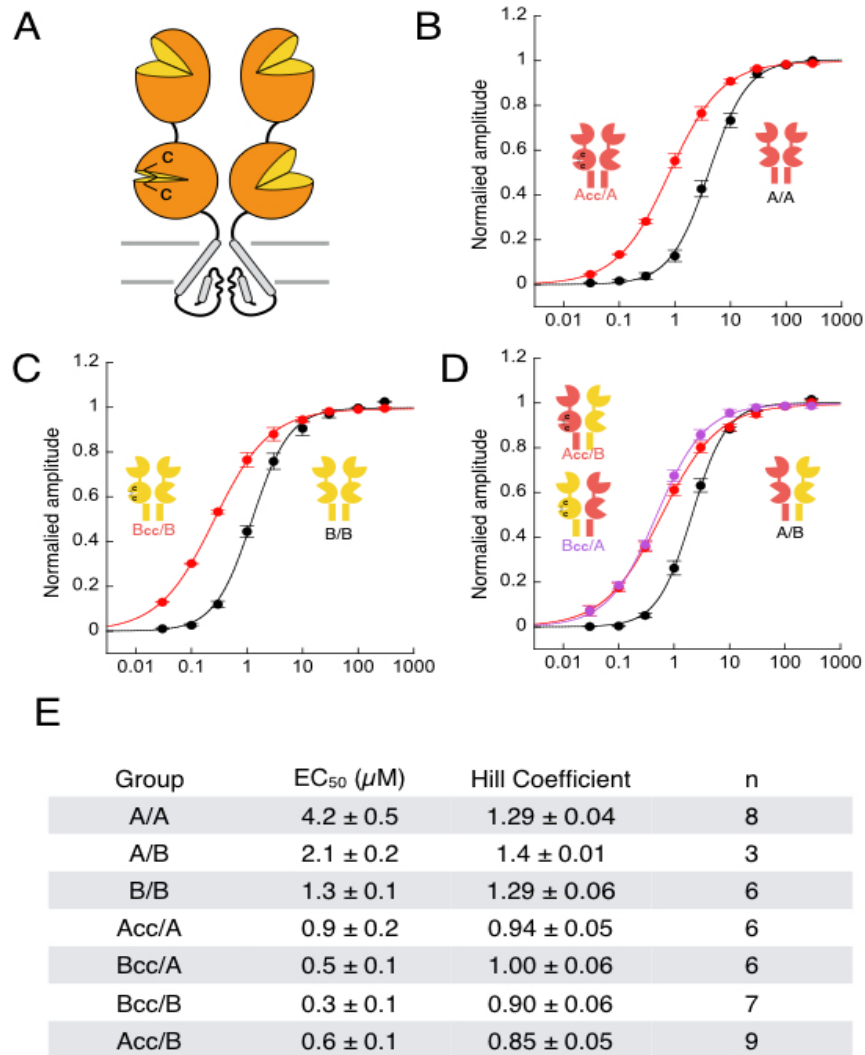 A
C
C
B
Normalied amplitude
1.2
1
0.8
0.6
0.4
0.2
0
0.01 0.1 1 10 100 1000
c
c
Acc/A
A/A
C
Normalied amplitude
1.2
1
0.8
0.6
0.4
0.2
0
0.01 0.1 1 10 100 1000
c
c
Bcc/B
B/B
D
Normalied amplitude
1.2
1
0.8
0.6
0.4
0.2
0
0.01 0.1 1 10 100 1000
c
c
Acc/B
c
c
Bcc/A
A/B
E
Group EC₅₀ (µM) Hill Coefficient n
A/A 4.2 ± 0.5 1.29 ± 0.04 8
A/B 2.1 ± 0.2 1.4 ± 0.01 3
B/B 1.3 ± 0.1 1.29 ± 0.06 6
Acc/A 0.9 ± 0.2 0.94 ± 0.05 6
Bcc/A 0.5 ± 0.1 1.00 ± 0.06 6
Bcc/B 0.3 ± 0.1 0.90 ± 0.06 7
Acc/B 0.6 ± 0.1 0.85 ± 0.05 9